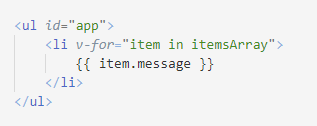 <ul id="app">
    <li v-for="item in itemsArray">
        {{ item.message }}
    </li>
</ul>